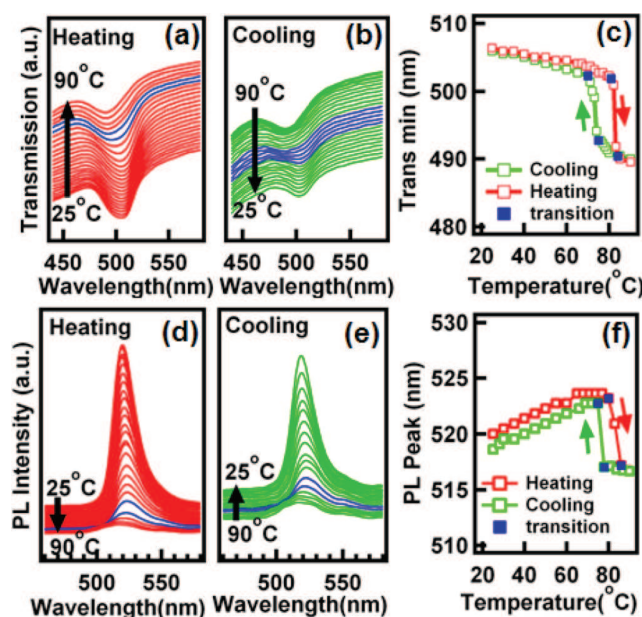 Heating (a)
90°C
25°C
Transmission (a.u.)
450 500 550
Wavelength(nm)
Cooling (b)
90°C
25°C
450 500 550
Wavelength(nm)
(c)
Trans min (nm)
510
500
490
480
Cooling
Heating
transition
20 40 60 80
Temperature(°C)
Heating (d)
25°C
90°C
PL Intensity (a.u.)
500 550
Wavelength(nm)
Cooling (e)
25°C
90°C
500 550
Wavelength(nm)
(f)
PL Peak (nm)
530
525
520
515
510
Heating
Cooling
transition
20 40 60 80
Temperature(°C)